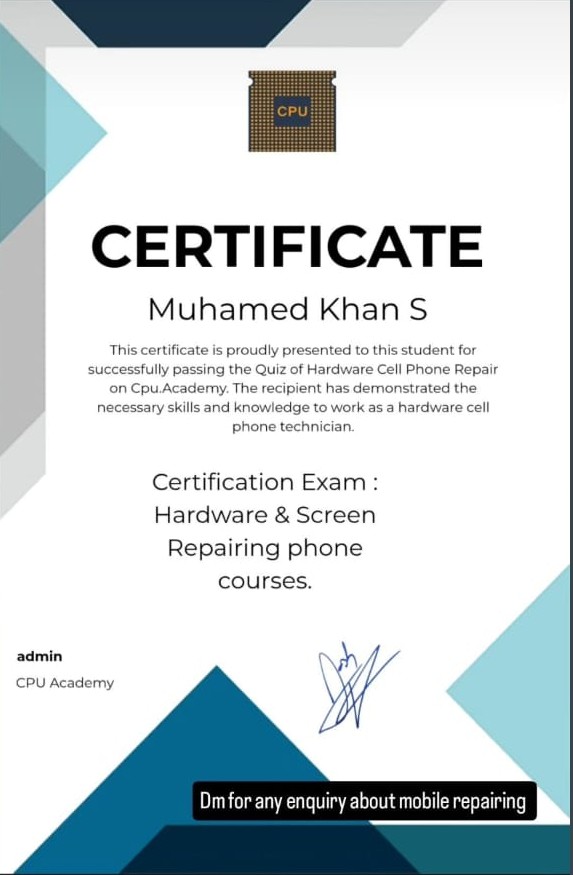 CPU
CERTIFICATE
Muhamed Khan S
This certificate is proudly presented to this student for
successfully passing the Quiz of Hardware Cell Phone Repair
on Cpu.Academy. The recipient has demonstrated the
necessary skills and knowledge to work as a hardware cell
phone technician.
Certification Exam :
Hardware & Screen
Repairing phone
courses.
admin
CPU Academy
Dm for any enquiry about mobile repairing